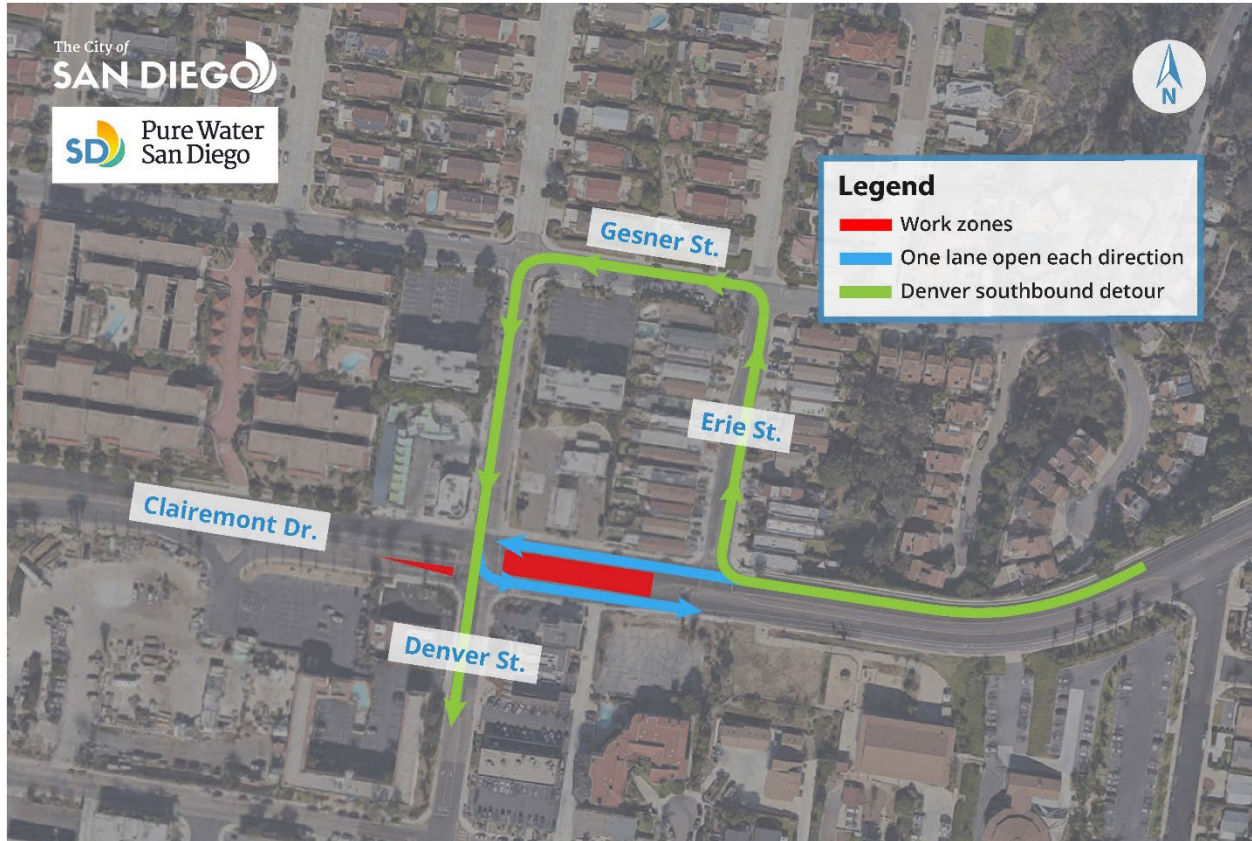 The City of
SAN DIEGO
SD
Pure Water
San Diego
N
Legend
Work zones
One lane open each direction
Denver southbound detour
Gesner St.
Erie St.
Clairemont Dr.
Denver St.